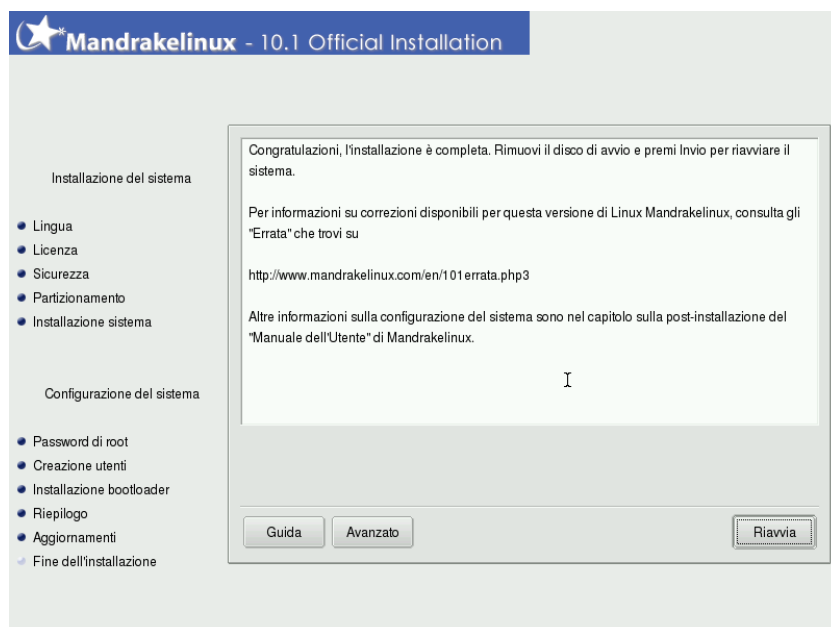 Mandrakelinux - 10.1 Official Installation
Installazione del sistema
Lingua
Licenza
Sicurezza
Partizionamento
Installazione sistema
Configurazione del sistema
Password di root
Creazione utenti
Installazione bootloader
Riepilogo
Aggiornamenti
Fine dell'installazione
Congratulazioni, l'installazione è completa. Rimuovi il disco di avvio e premi Invio per riavviare il
sistema.
Per informazioni su correzioni disponibili per questa versione di Linux Mandrakelinux, consulta gli
"Errata" che trovi su
http://www.mandrakelinux.com/en/101errata.php3
Altre informazioni sulla configurazione del sistema sono nel capitolo sulla post-installazione del
"Manuale dell'Utente" di Mandrakelinux.
Guida
Avanzato
Riavvia